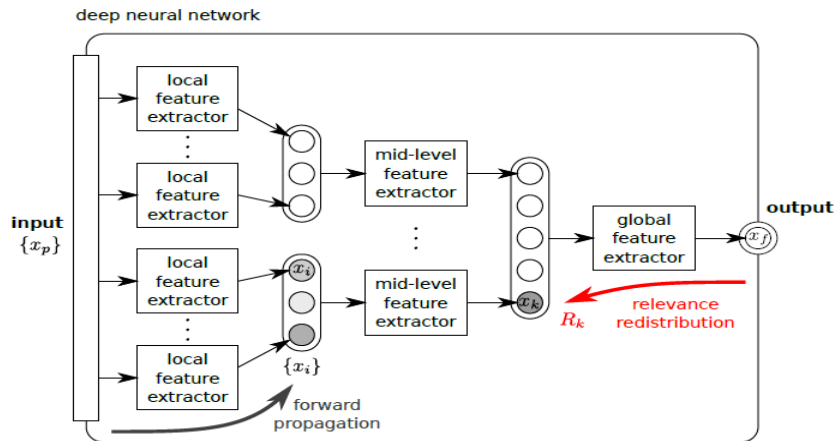 deep neural network
local
feature
extractor
⋮
local
feature
extractor
input
{x_p}
local
feature
extractor
⋮
local
feature
extractor
x_i
{x_i}
mid-level
feature
extractor
⋮
mid-level
feature
extractor
x_k
R_k
global
feature
extractor
output
x_f
relevance
redistribution
forward
propagation